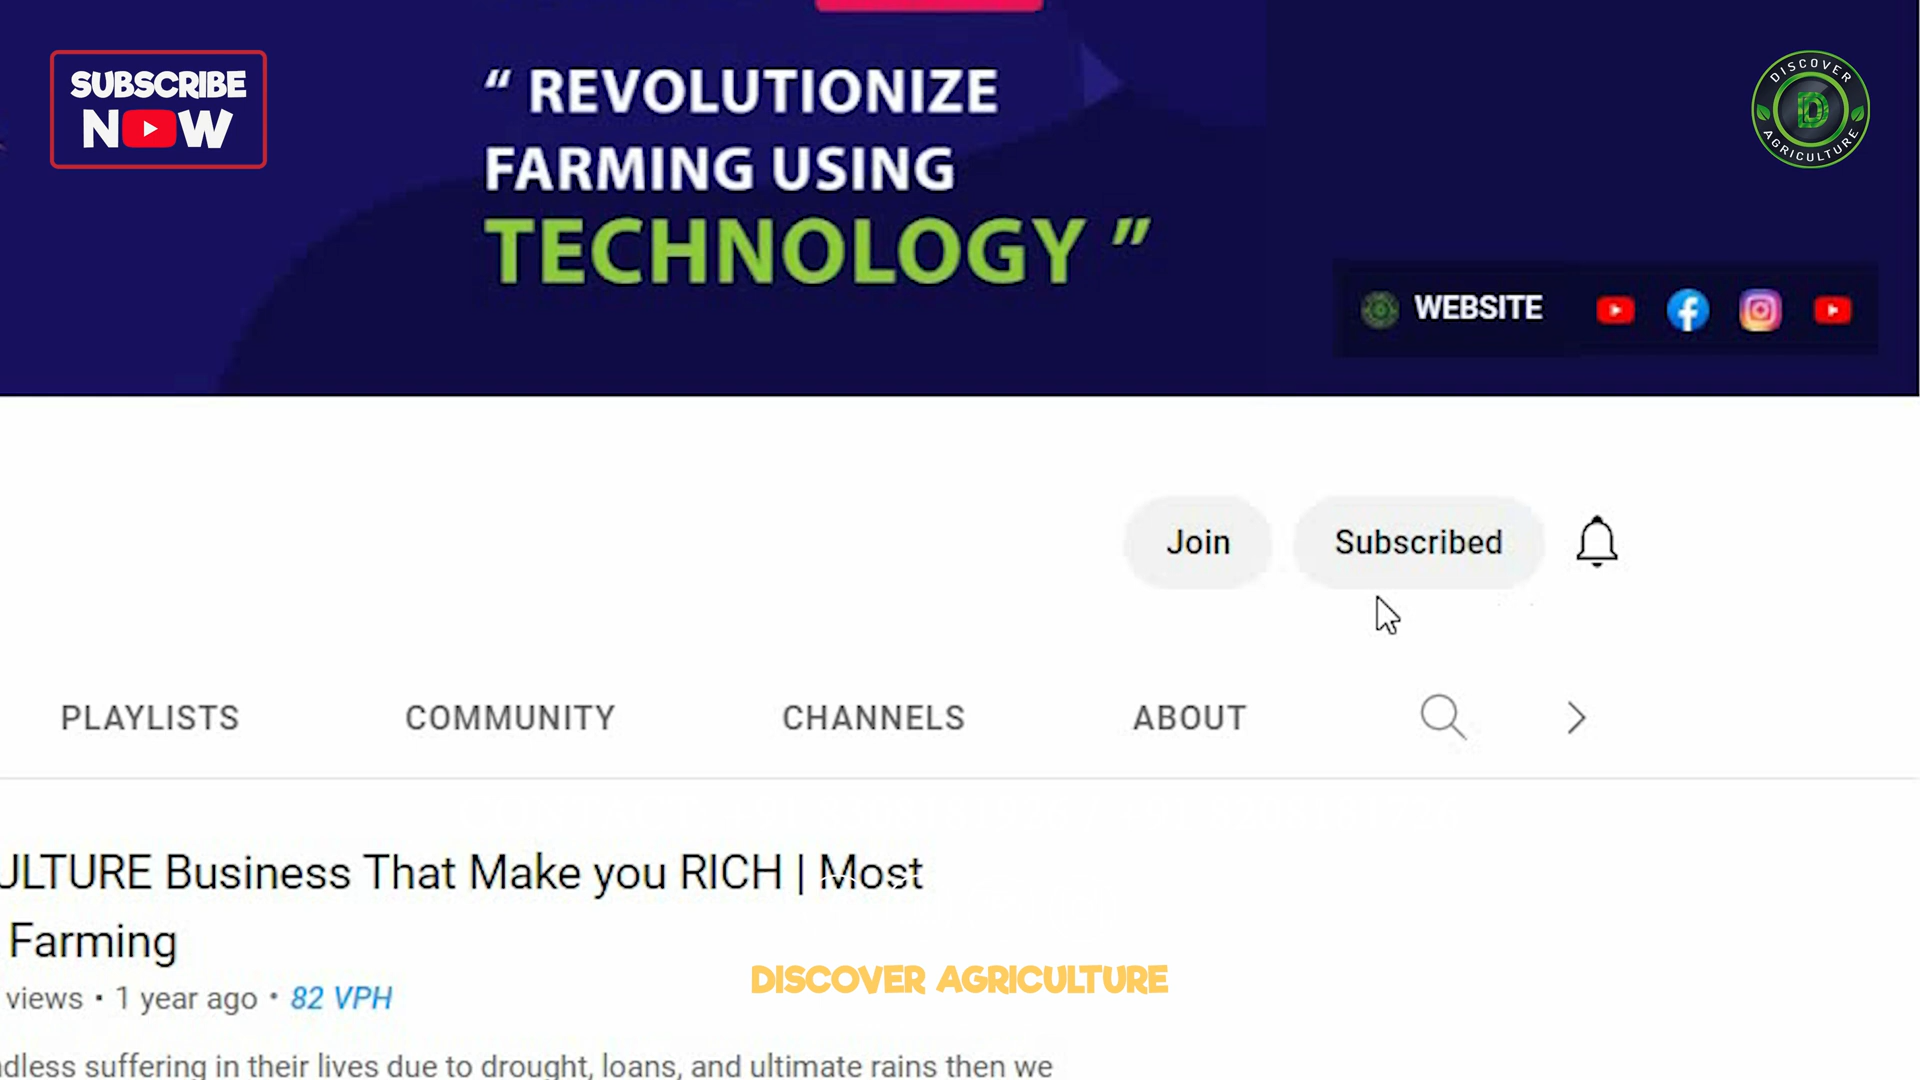 SUBSCRIBE
NOW
“ REVOLUTIONIZE
FARMING USING
TECHNOLOGY ”
DISCOVER
D
AGRICULTURE
WEBSITE
Join
Subscribed
PLAYLISTS
COMMUNITY
CHANNELS
ABOUT
ULTURE Business That Make you RICH | Most
Farming
views • 1 year ago • 82 VPH
DISCOVER AGRICULTURE
dless suffering in their lives due to drought, loans, and ultimate rains then we